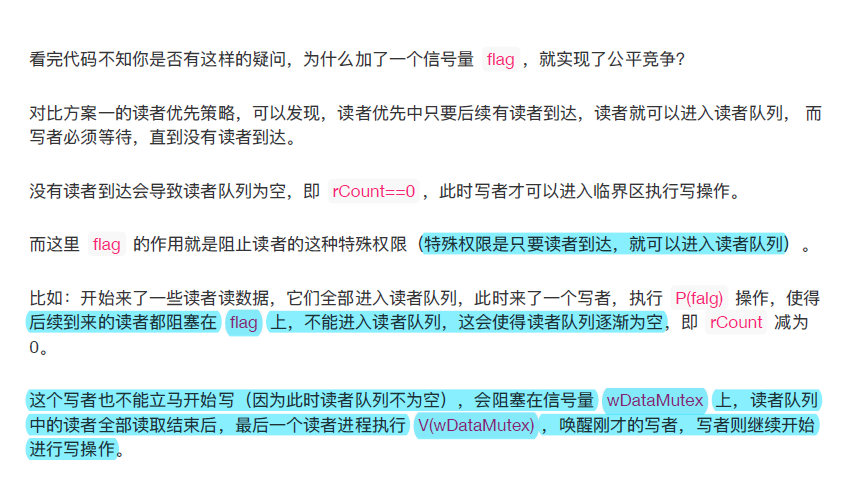 看完代码不知你是否有这样的疑问，为什么加了一个信号量 flag ，就实现了公平竞争？
对比方案一的读者优先策略，可以发现，读者优先中只要后续有读者到达，读者就可以进入读者队列， 而
写者必须等待，直到没有读者到达。
没有读者到达会导致读者队列为空，即 rCount==0 ，此时写者才可以进入临界区执行写操作。
而这里 flag 的作用就是阻止读者的这种特殊权限（特殊权限是只要读者到达，就可以进入读者队列） 。
比如：开始来了一些读者读数据，它们全部进入读者队列，此时来了一个写者，执行 P(falg) 操作，使得
后续到来的读者都阻塞在 flag 上，不能进入读者队列，这会使得读者队列逐渐为空，即 rCount 减为
0。
这个写者也不能立马开始写（因为此时读者队列不为空），会阻塞在信号量 wDataMutex 上，读者队列
中的读者全部读取结束后，最后一个读者进程执行 V(wDataMutex) ，唤醒刚才的写者，写者则继续开始
进行写操作。